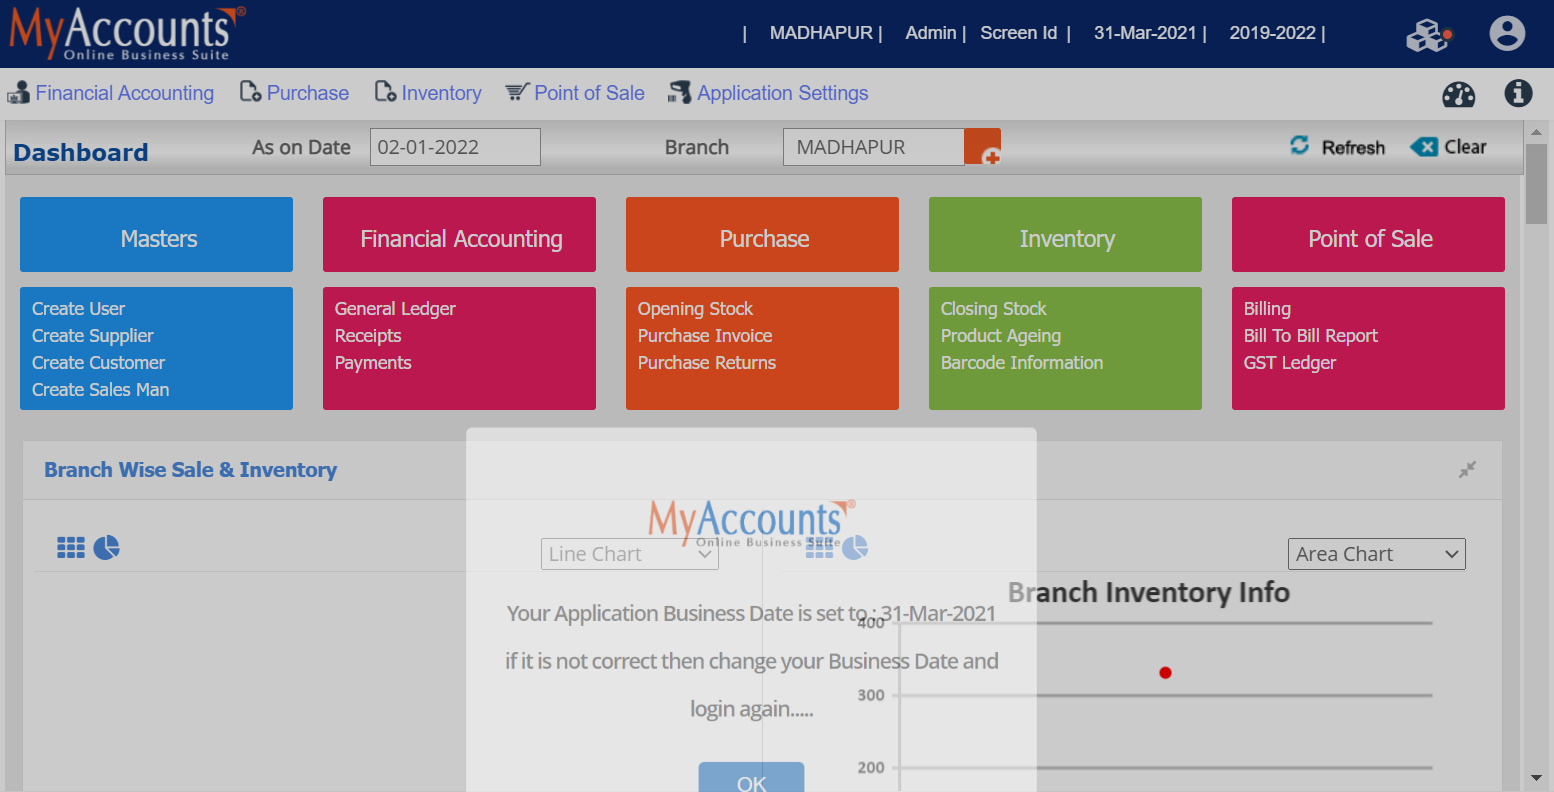 MyAccounts®
Online Business Suite
| MADHAPUR | Admin | Screen Id | 31-Mar-2021 | 2019-2022 |
Financial Accounting Purchase Inventory Point of Sale Application Settings
Dashboard As on Date 02-01-2022 Branch MADHAPUR Refresh Clear
Masters Financial Accounting Purchase Inventory Point of Sale
Create User
Create Supplier
Create Customer
Create Sales Man
General Ledger
Receipts
Payments
Opening Stock
Purchase Invoice
Purchase Returns
Closing Stock
Product Ageing
Barcode Information
Billing
Bill To Bill Report
GST Ledger
Branch Wise Sale & Inventory
MyAccounts®
Online Business Suite
Line Chart
Area Chart
Branch Inventory Info
Your Application Business Date is set to : 31-Mar-2021
if it is not correct then change your Business Date and
login again.....
OK
400
300
200